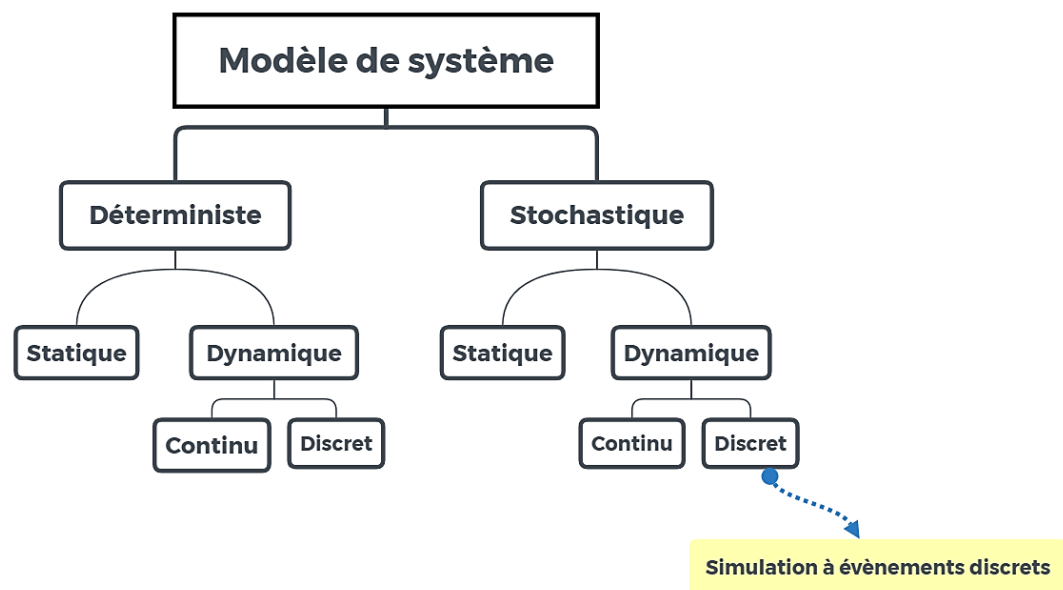 Modèle de système
Déterministe
Stochastique
Statique
Dynamique
Statique
Dynamique
Continu
Discret
Continu
Discret
Simulation à évènements discrets